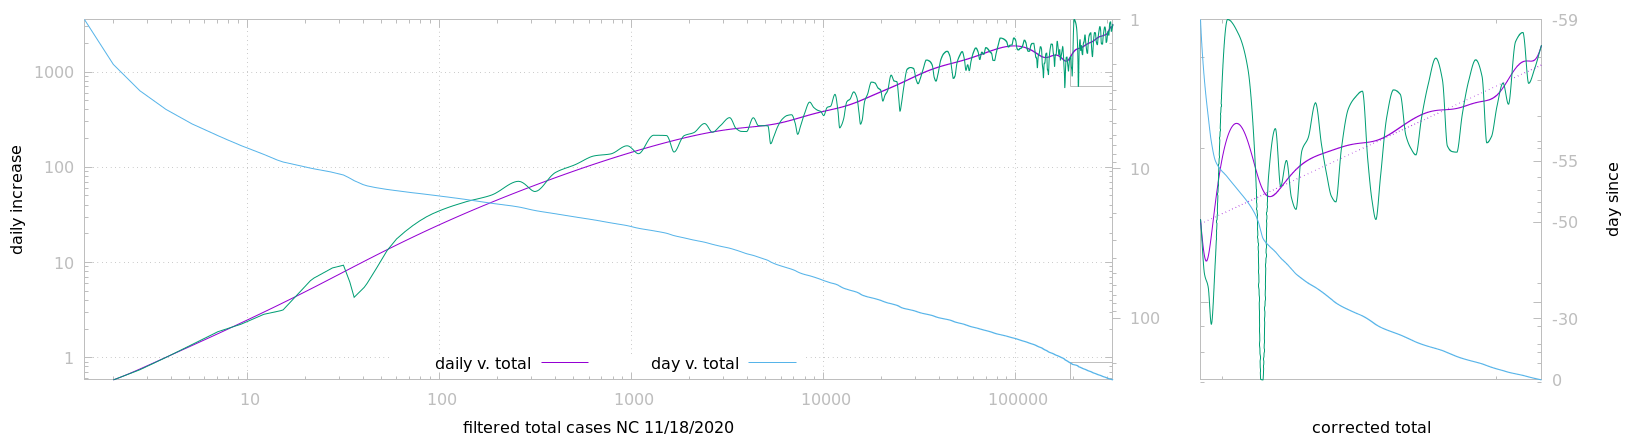 daily increase
1000
100
10
1
daily v. total
day v. total
10
100
1000
10000
100000
filtered total cases NC 11/18/2020
1
10
100
-59
-55
-50
-30
0
day since
corrected total